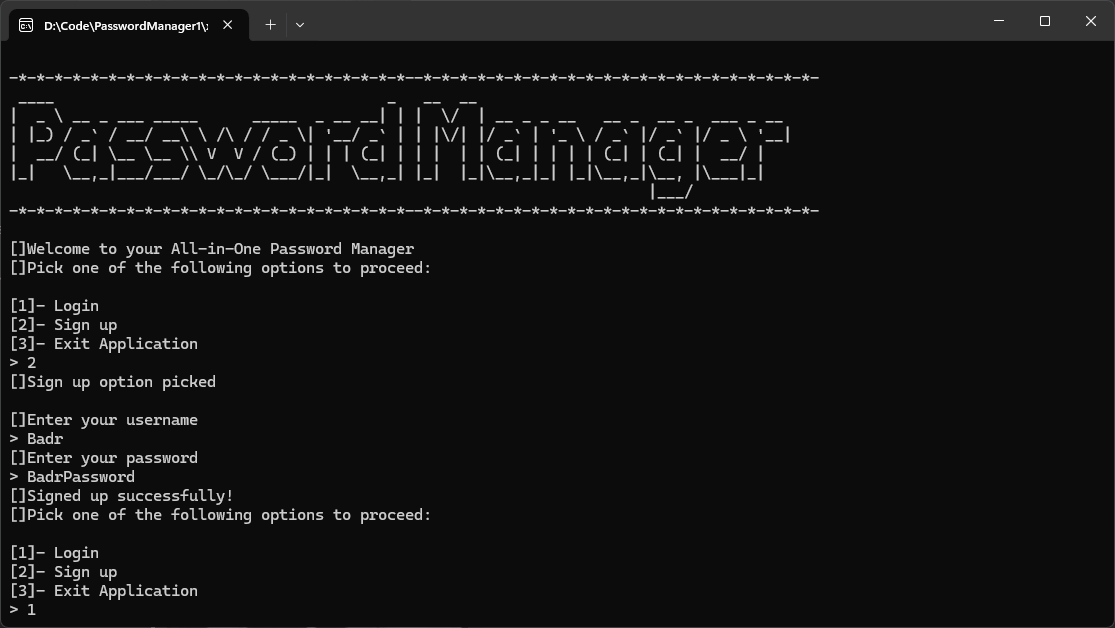 D:\Code\PasswordManager1\:
-*-*-*-*-*-*-*-*-*-*-*-*-*-*-*-*-*-*-*-*-*-*--*-*-*-*-*-*-*-*-*-*-*-*-*-*-*-*-*-*-*-*-*-*-
Password Manager
-*-*-*-*-*-*-*-*-*-*-*-*-*-*-*-*-*-*-*-*-*-*--*-*-*-*-*-*-*-*-*-*-*-*-*-*-*-*-*-*-*-*-*-*-
[]Welcome to your All-in-One Password Manager
[]Pick one of the following options to proceed:
[1]- Login
[2]- Sign up
[3]- Exit Application
> 2
[]Sign up option picked
[]Enter your username
> Badr
[]Enter your password
> BadrPassword
[]Signed up successfully!
[]Pick one of the following options to proceed:
[1]- Login
[2]- Sign up
[3]- Exit Application
> 1